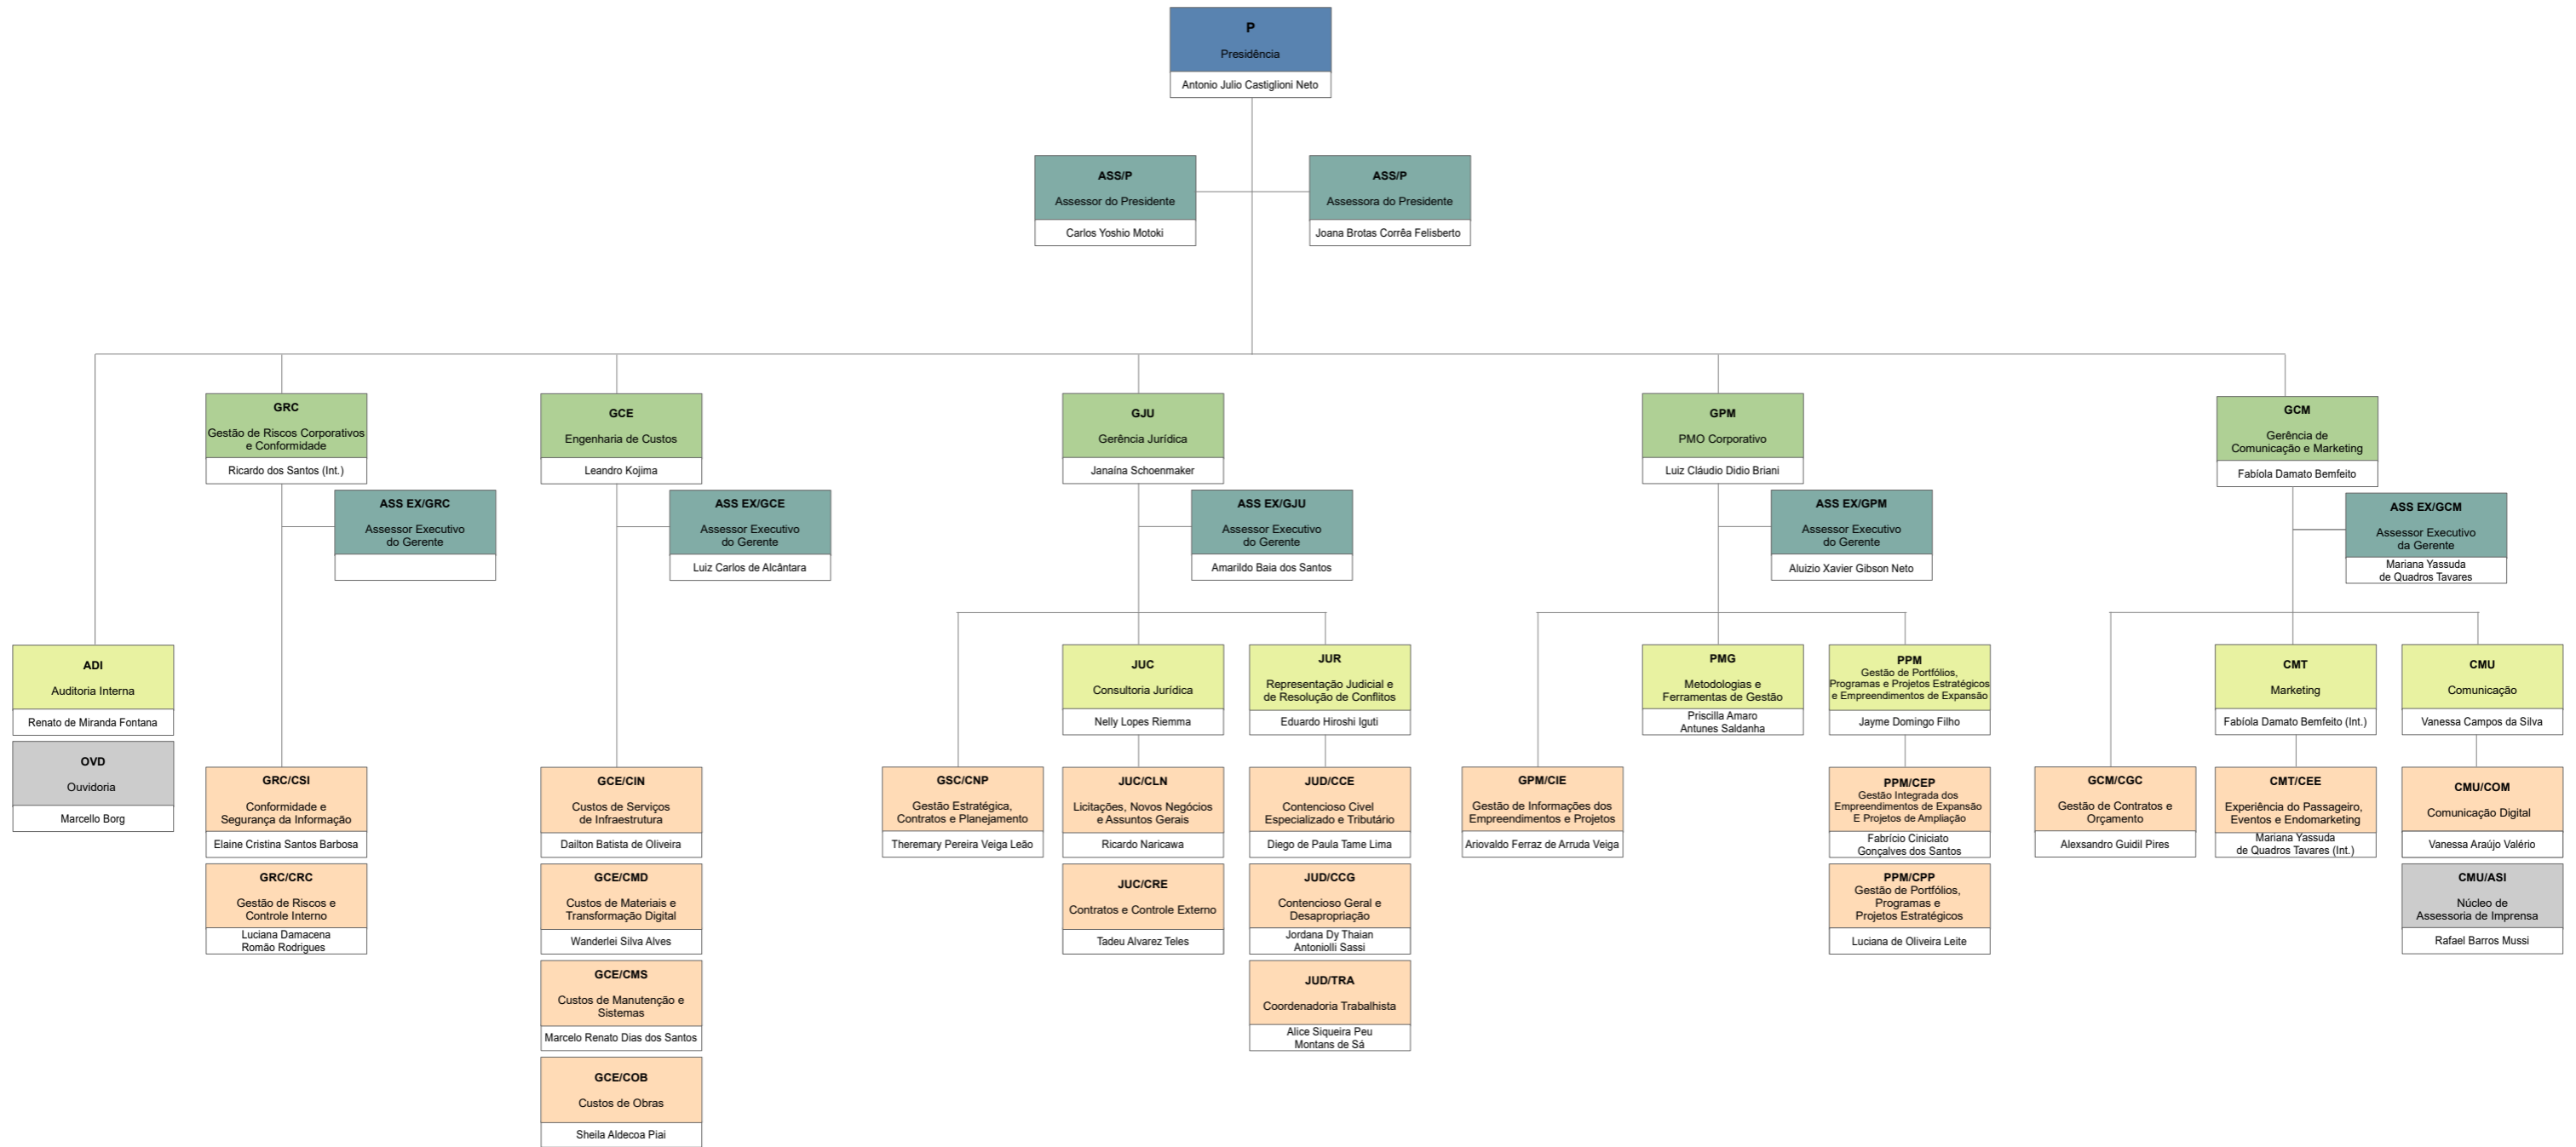 P
Presidência
Antonio Julio Castiglioni Neto
ASS/P
Assessor do Presidente
Carlos Yoshio Motoki
ASS/P
Assessora do Presidente
Joana Brotas Corrêa Felisberto
GRC
Gestão de Riscos Corporativos
e Conformidade
Ricardo dos Santos (Int.)
ASS EX/GRC
Assessor Executivo
do Gerente
GCE
Engenharia de Custos
Leandro Kojima
ASS EX/GCE
Assessor Executivo
do Gerente
Luiz Carlos de Alcântara
GJU
Gerência Jurídica
Janaína Schoenmaker
ASS EX/GJU
Assessor Executivo
do Gerente
Amarildo Baia dos Santos
GPM
PMO Corporativo
Luiz Cláudio Didio Briani
ASS EX/GPM
Assessor Executivo
do Gerente
Aluizio Xavier Gibson Neto
GCM
Gerência de
Comunicação e Marketing
Fabíola Damato Bemfeito
ASS EX/GCM
Assessor Executivo
da Gerente
Mariana Yassuda
de Quadros Tavares
ADI
Auditoria Interna
Renato de Miranda Fontana
OVD
Ouvidoria
Marcello Borg
GRC/CSI
Conformidade e
Segurança da Informação
Elaine Cristina Santos Barbosa
GRC/CRC
Gestão de Riscos e
Controle Interno
Luciana Damacena
Romão Rodrigues
GCE/CIN
Custos de Serviços
de Infraestrutura
Dailton Batista de Oliveira
GCE/CMD
Custos de Materiais e
Transformação Digital
Wanderlei Silva Alves
GCE/CMS
Custos de Manutenção e
Sistemas
Marcelo Renato Dias dos Santos
GCE/COB
Custos de Obras
Sheila Aldecoa Piai
GSC/CNP
Gestão Estratégica,
Contratos e Planejamento
Theremary Pereira Veiga Leão
JUC
Consultoria Jurídica
Nelly Lopes Riemma
JUC/CLN
Licitações, Novos Negócios
e Assuntos Gerais
Ricardo Naricawa
JUC/CRE
Contratos e Controle Externo
Tadeu Alvarez Teles
JUR
Representação Judicial e
de Resolução de Conflitos
Eduardo Hiroshi Iguti
JUD/CCE
Contencioso Civel
Especializado e Tributário
Diego de Paula Tame Lima
JUD/CCG
Contencioso Geral e
Desapropriação
Jordana Dy Thaian
Antoniolli Sassi
JUD/TRA
Coordenadoria Trabalhista
Alice Siqueira Peu
Montans de Sá
GPM/CIE
Gestão de Informações dos
Empreendimentos e Projetos
Ariovaldo Ferraz de Arruda Veiga
PMG
Metodologias e
Ferramentas de Gestão
Priscilla Amaro
Antunes Saldanha
PPM
Gestão de Portfólios,
Programas e Projetos Estratégicos
e Empreendimentos de Expansão
Jayme Domingo Filho
PPM/CEP
Gestão Integrada dos
Empreendimentos de Expansão
E Projetos de Ampliação
Fabrício Ciniciato
Gonçalves dos Santos
PPM/CPP
Gestão de Portfólios,
Programas e
Projetos Estratégicos
Luciana de Oliveira Leite
GCM/CGC
Gestão de Contratos e
Orçamento
Alexsandro Guidil Pires
CMT
Marketing
Fabíola Damato Bemfeito (Int.)
CMT/CEE
Experiência do Passageiro,
Eventos e Endomarketing
Mariana Yassuda
de Quadros Tavares (Int.)
CMU
Comunicação
Vanessa Campos da Silva
CMU/COM
Comunicação Digital
Vanessa Araújo Valério
CMU/ASI
Núcleo de
Assessoria de Imprensa
Rafael Barros Mussi